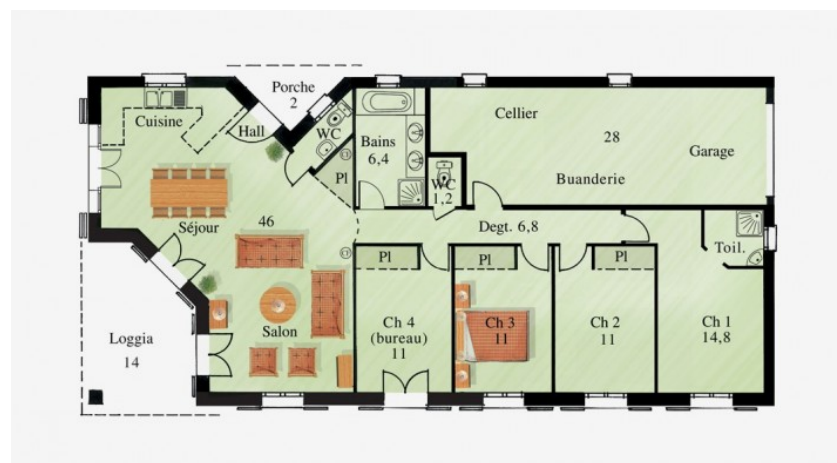 Porche
2
Cuisine
Hall
WC
Bains
6,4
Cellier
28
Garage
Buanderie
Pl
WC
1,2
Séjour
46
Degt. 6,8
Toil.
Pl
Pl
Pl
Salon
Loggia
14
Ch 4
(bureau)
11
Ch 3
11
Ch 2
11
Ch 1
14,8